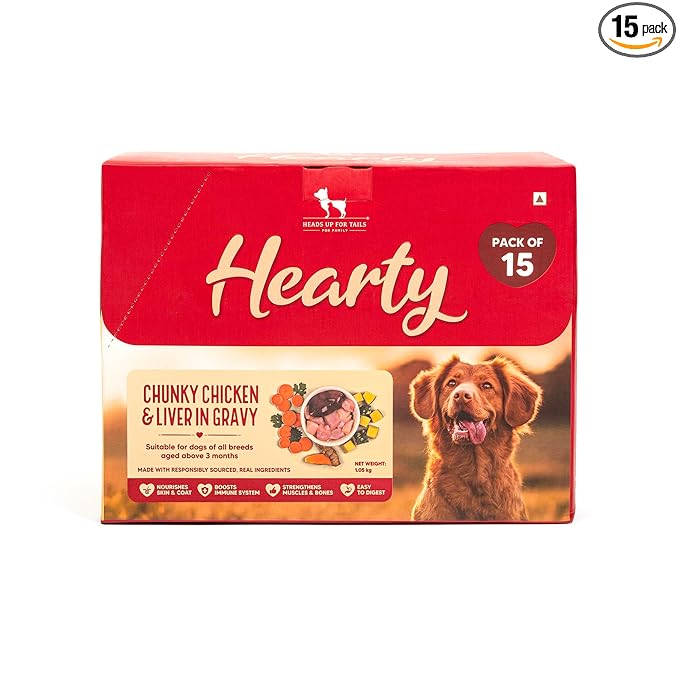 15 pack
HEADS UP FOR TAILS®
FOR FAMILY
Hearty
PACK OF
15
CHUNKY CHICKEN
& LIVER IN GRAVY
Suitable for dogs of all breeds
aged above 3 months
MADE WITH RESPONSIBLY SOURCED, REAL INGREDIENTS
NET WEIGHT:
1.05 kg
NOURISHES
SKIN & COAT
BOOSTS
IMMUNE SYSTEM
STRENGTHENS
MUSCLES & BONES
EASY
TO DIGEST